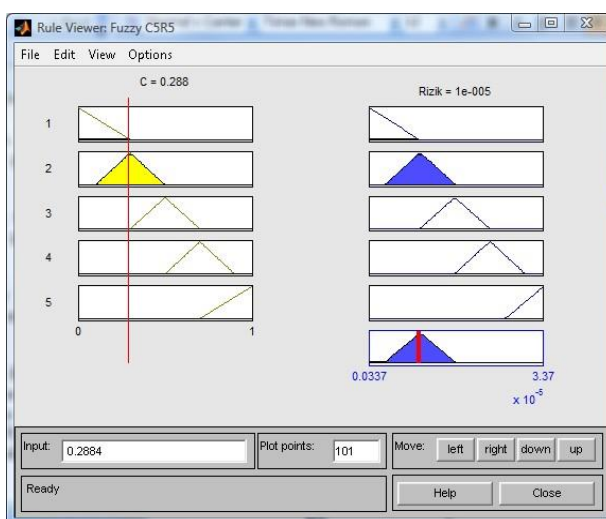 Rule Viewer: Fuzzy C5R5
File Edit View Options
C = 0.288
Rizik = 1e-005
1
2
3
4
5
0 1
0.0337 3.37
x 10^-5
Input: 0.2884
Plot points: 101
Move: left right down up
Ready
Help Close